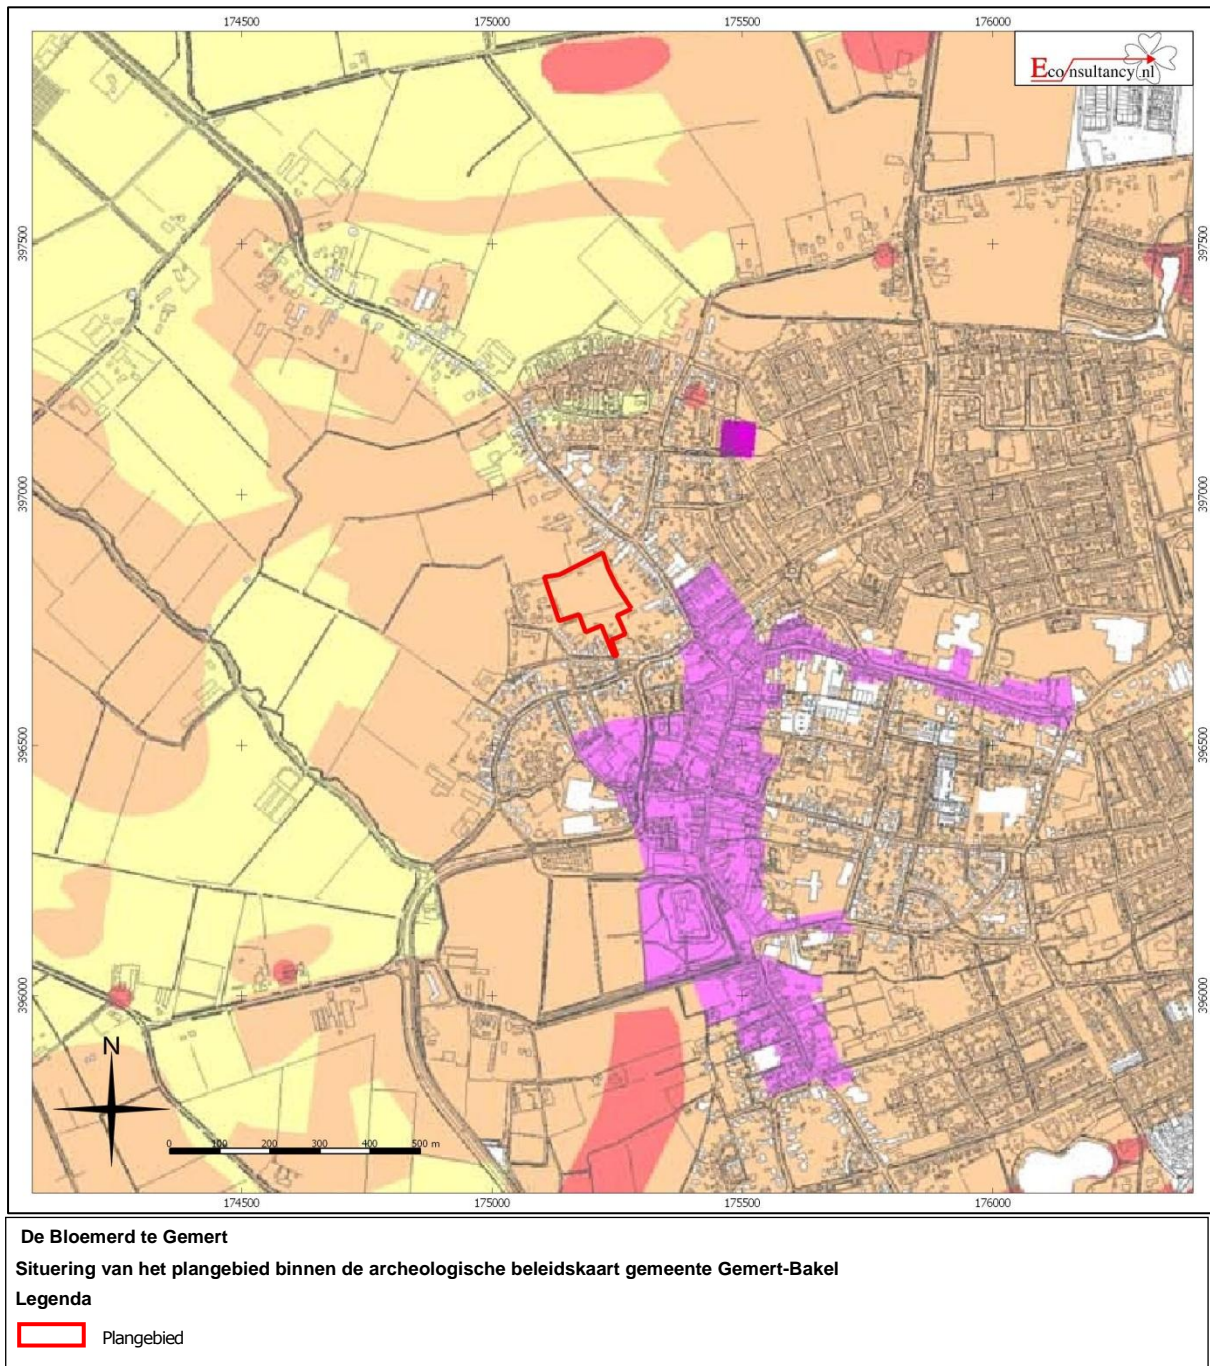 174500 175000 175500 176000
Econsultancy.nl
397500 397500
397000 397000
396500 396500
396000 396000
N
0 100 200 300 400 500 m
174500 175000 175500 176000
De Bloemerd te Gemert
Situering van het plangebied binnen de archeologische beleidskaart gemeente Gemert-Bakel
Legenda
Plangebied